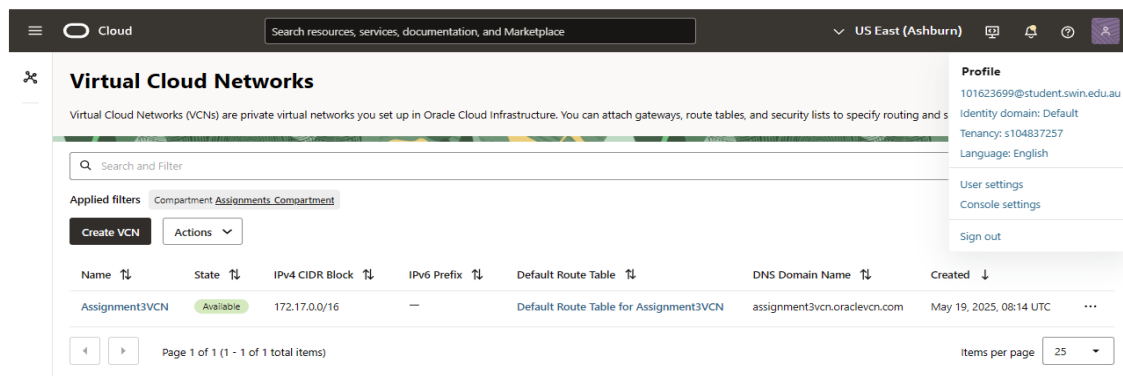 Cloud
Search resources, services, documentation, and Marketplace
US East (Ashburn)
Virtual Cloud Networks
Virtual Cloud Networks (VCNs) are private virtual networks you set up in Oracle Cloud Infrastructure. You can attach gateways, route tables, and security lists to specify routing and s
Profile
101623699@student.swin.edu.au
Identity domain: Default
Tenancy: s104837257
Language: English
User settings
Console settings
Sign out
Search and Filter
Applied filters Compartment Assignments Compartment
Create VCN Actions
Name State IPv4 CIDR Block IPv6 Prefix Default Route Table DNS Domain Name Created
Assignment3VCN Available 172.17.0.0/16 — Default Route Table for Assignment3VCN assignment3vcn.oraclevcn.com May 19, 2025, 08:14 UTC ...
Page 1 of 1 (1 - 1 of 1 total items) Items per page 25